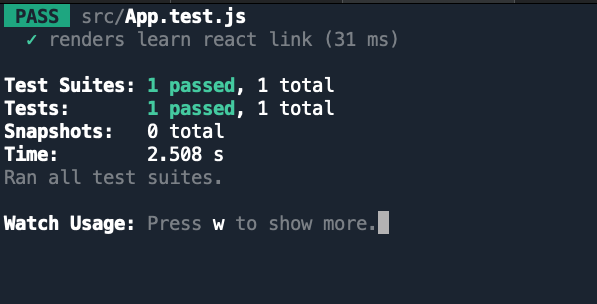 PASS src/App.test.js
✓ renders learn react link (31 ms)
Test Suites: 1 passed, 1 total
Tests: 1 passed, 1 total
Snapshots: 0 total
Time: 2.508 s
Ran all test suites.
Watch Usage: Press w to show more.